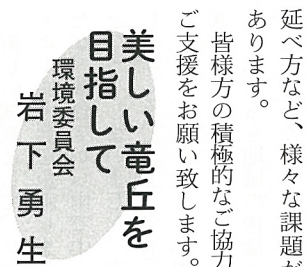 延べ方など、様々な課題が
あります。
皆様方の積極的なご協力
ご支援をお願い致します。
美しい竜丘を
目指して
環境委員会
岩下勇生